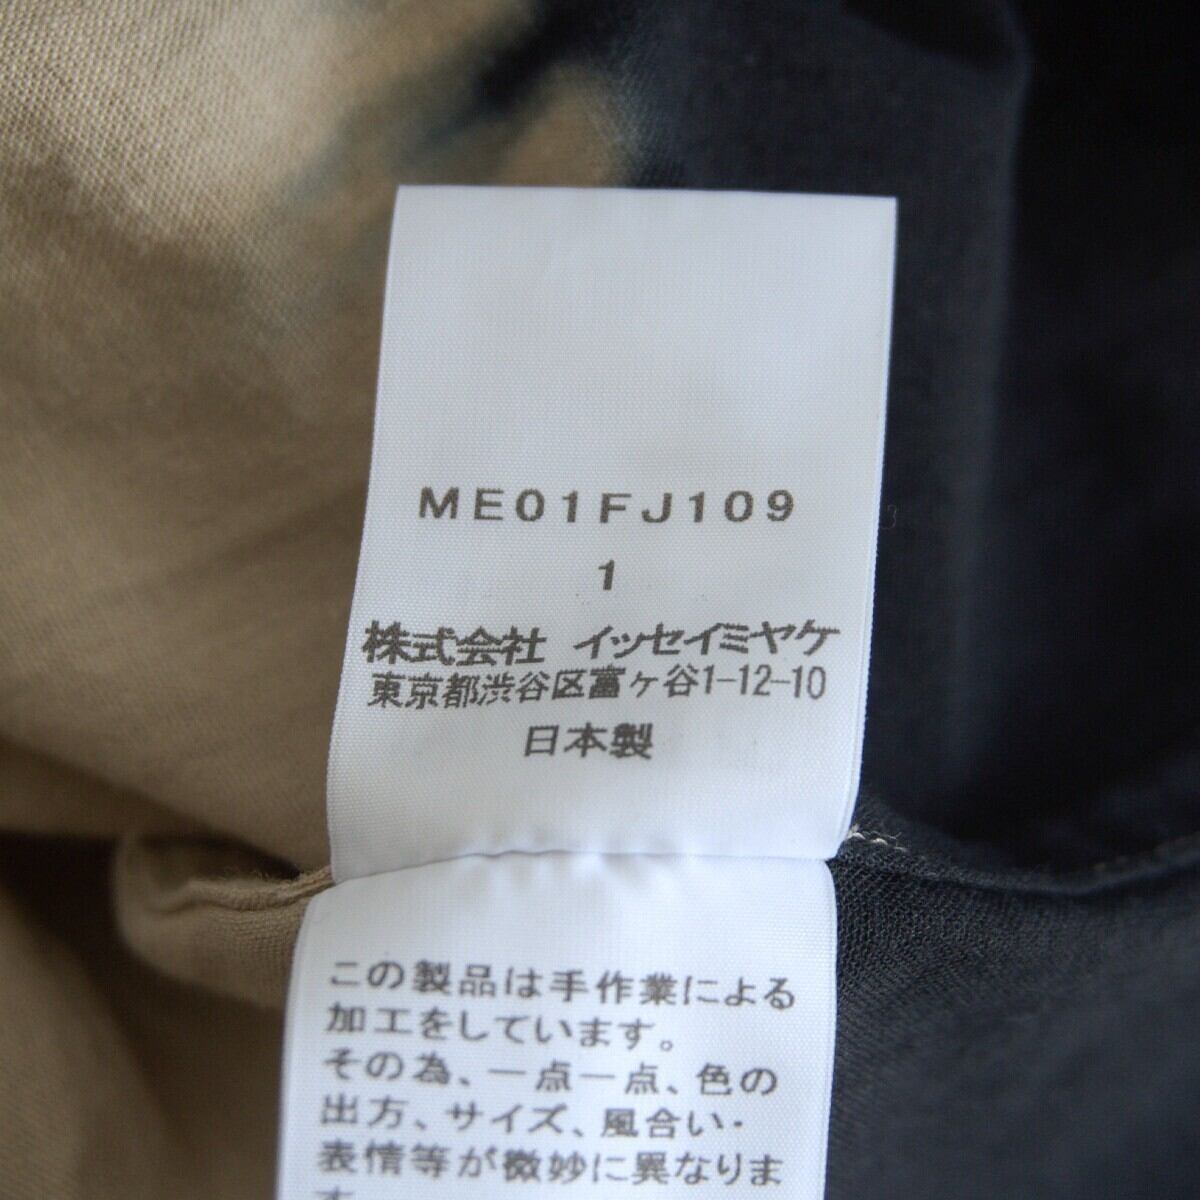 ME01FJ109
1
株式会社 イッセイミヤケ
東京都渋谷区富ヶ谷1-12-10
日本製
この製品は手作業による
加工をしています。
その為、一点一点、色の
出方、サイズ、風合い・
表情等が微妙に異なりま
す